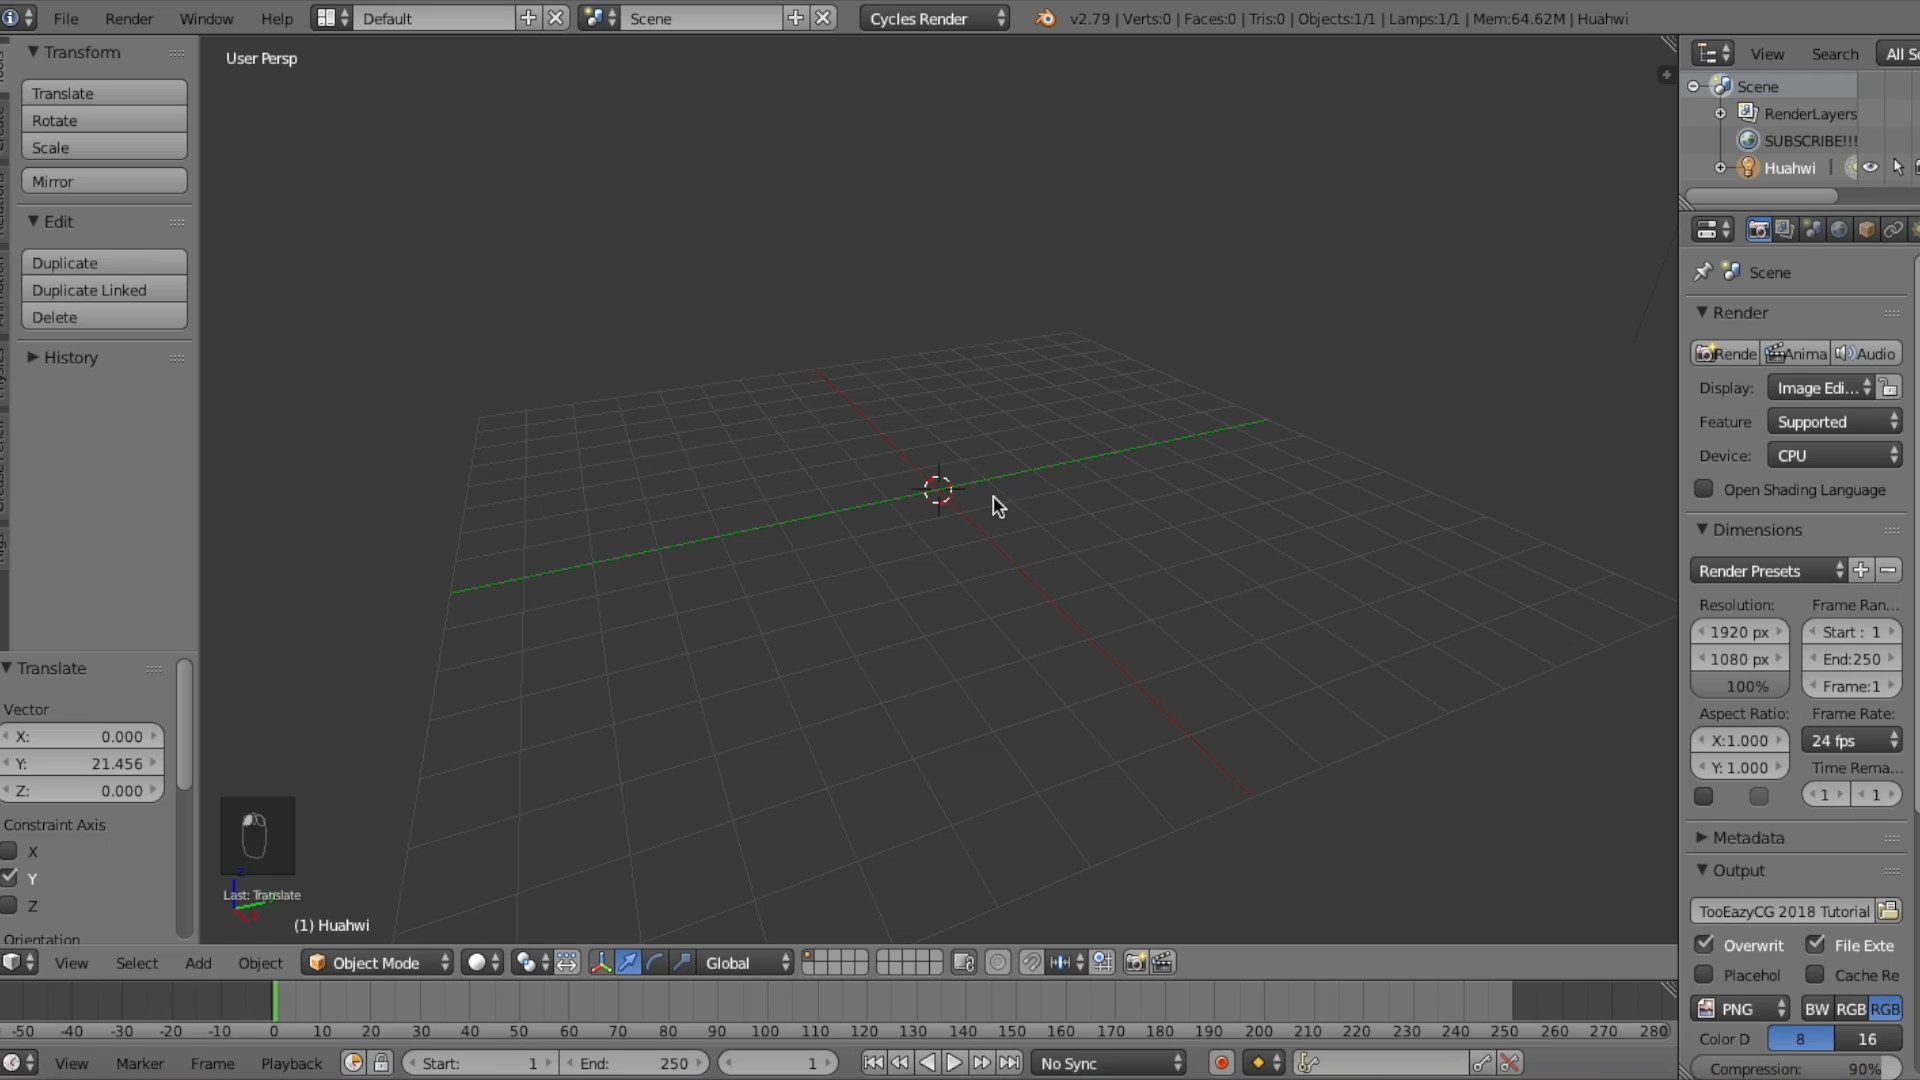 File Render Window Help Default Scene Cycles Render v2.79 | Verts:0 | Faces:0 | Tris:0 | Objects:1/1 | Lamps:1/1 | Mem:64.62M | Huahwi
Transform
Translate
Rotate
Scale
Mirror
Edit
Duplicate
Duplicate Linked
Delete
History
Translate
Vector
X: 0.000
Y: 21.456
Z: 0.000
Constraint Axis
X
Y
Z
Orientation
User Persp
Last: Translate
(1) Huahwi
View Search All Sc
Scene
RenderLayers
SUBSCRIBE!!!
Huahwi
Scene
Render
Rende Anima Audio
Display: Image Edi...
Feature Supported
Device: CPU
Open Shading Language
Dimensions
Render Presets
Resolution: Frame Ran...
1920 px Start : 1
1080 px End:250
100% Frame:1
Aspect Ratio: Frame Rate:
X:1.000 24 fps
Y: 1.000 Time Rema...
1 1
Metadata
Output
TooEazyCG 2018 Tutorial
Overwrit File Exte
Placehol Cache Re
PNG BW RGB RGB
Color D 8 16
Compression: 90%
View Select Add Object Object Mode Global
-50 -40 -30 -20 -10 0 10 20 30 40 50 60 70 80 90 100 110 120 130 140 150 160 170 180 190 200 210 220 230 240 250 260 270 280
View Marker Frame Playback Start: 1 End: 250 1 No Sync